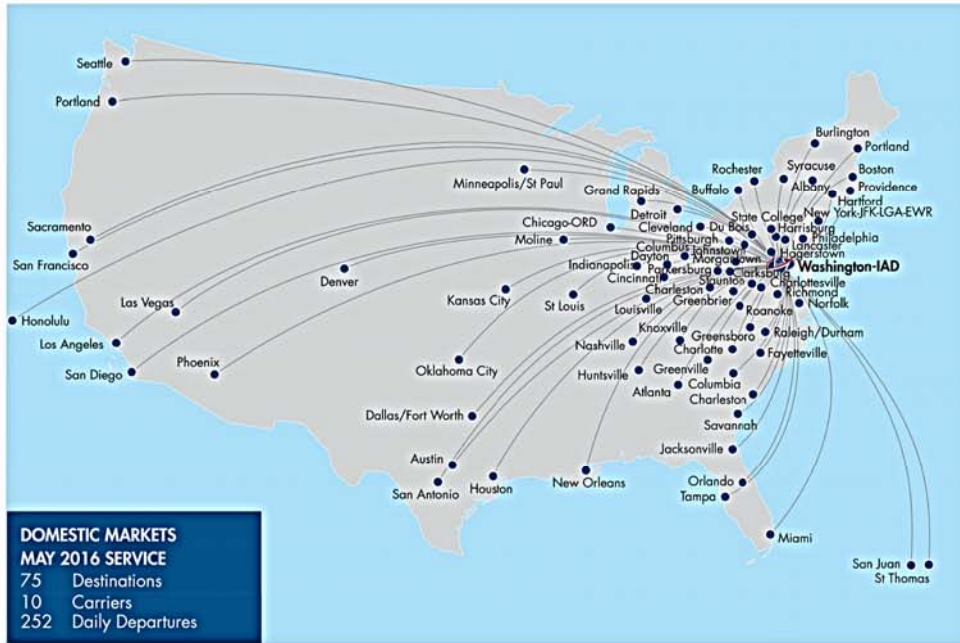 Seattle
Portland
Burlington
Portland
Syracuse
Boston
Rochester
Minneapolis/St Paul
Buffalo
Albany
Providence
Grand Rapids
Hartford
Detroit
State College
New York-JFK-LGA-EWR
Chicago-ORD
Cleveland
Du Bois
Harrisburg
Sacramento
Moline
Pittsburgh
Philadelphia
Columbus
Johnstown
Lancaster
Dayton
Morgantown
Hagerstown
San Francisco
Indianapolis
Parkersburg
Clarksburg
Washington-IAD
Cincinnati
Staunton
Charlottesville
Denver
Charleston
Richmond
Las Vegas
Kansas City
St Louis
Louisville
Greenbrier
Norfolk
Roanoke
Honolulu
Knoxville
Greensboro
Raleigh/Durham
Los Angeles
Nashville
Charlotte
Fayetteville
Phoenix
Oklahoma City
Huntsville
Greenville
San Diego
Atlanta
Columbia
Charleston
Dallas/Fort Worth
Savannah
Jacksonville
Austin
New Orleans
Orlando
San Antonio
Houston
Tampa
Miami
San Juan
St Thomas
DOMESTIC MARKETS
MAY 2016 SERVICE
75 Destinations
10 Carriers
252 Daily Departures